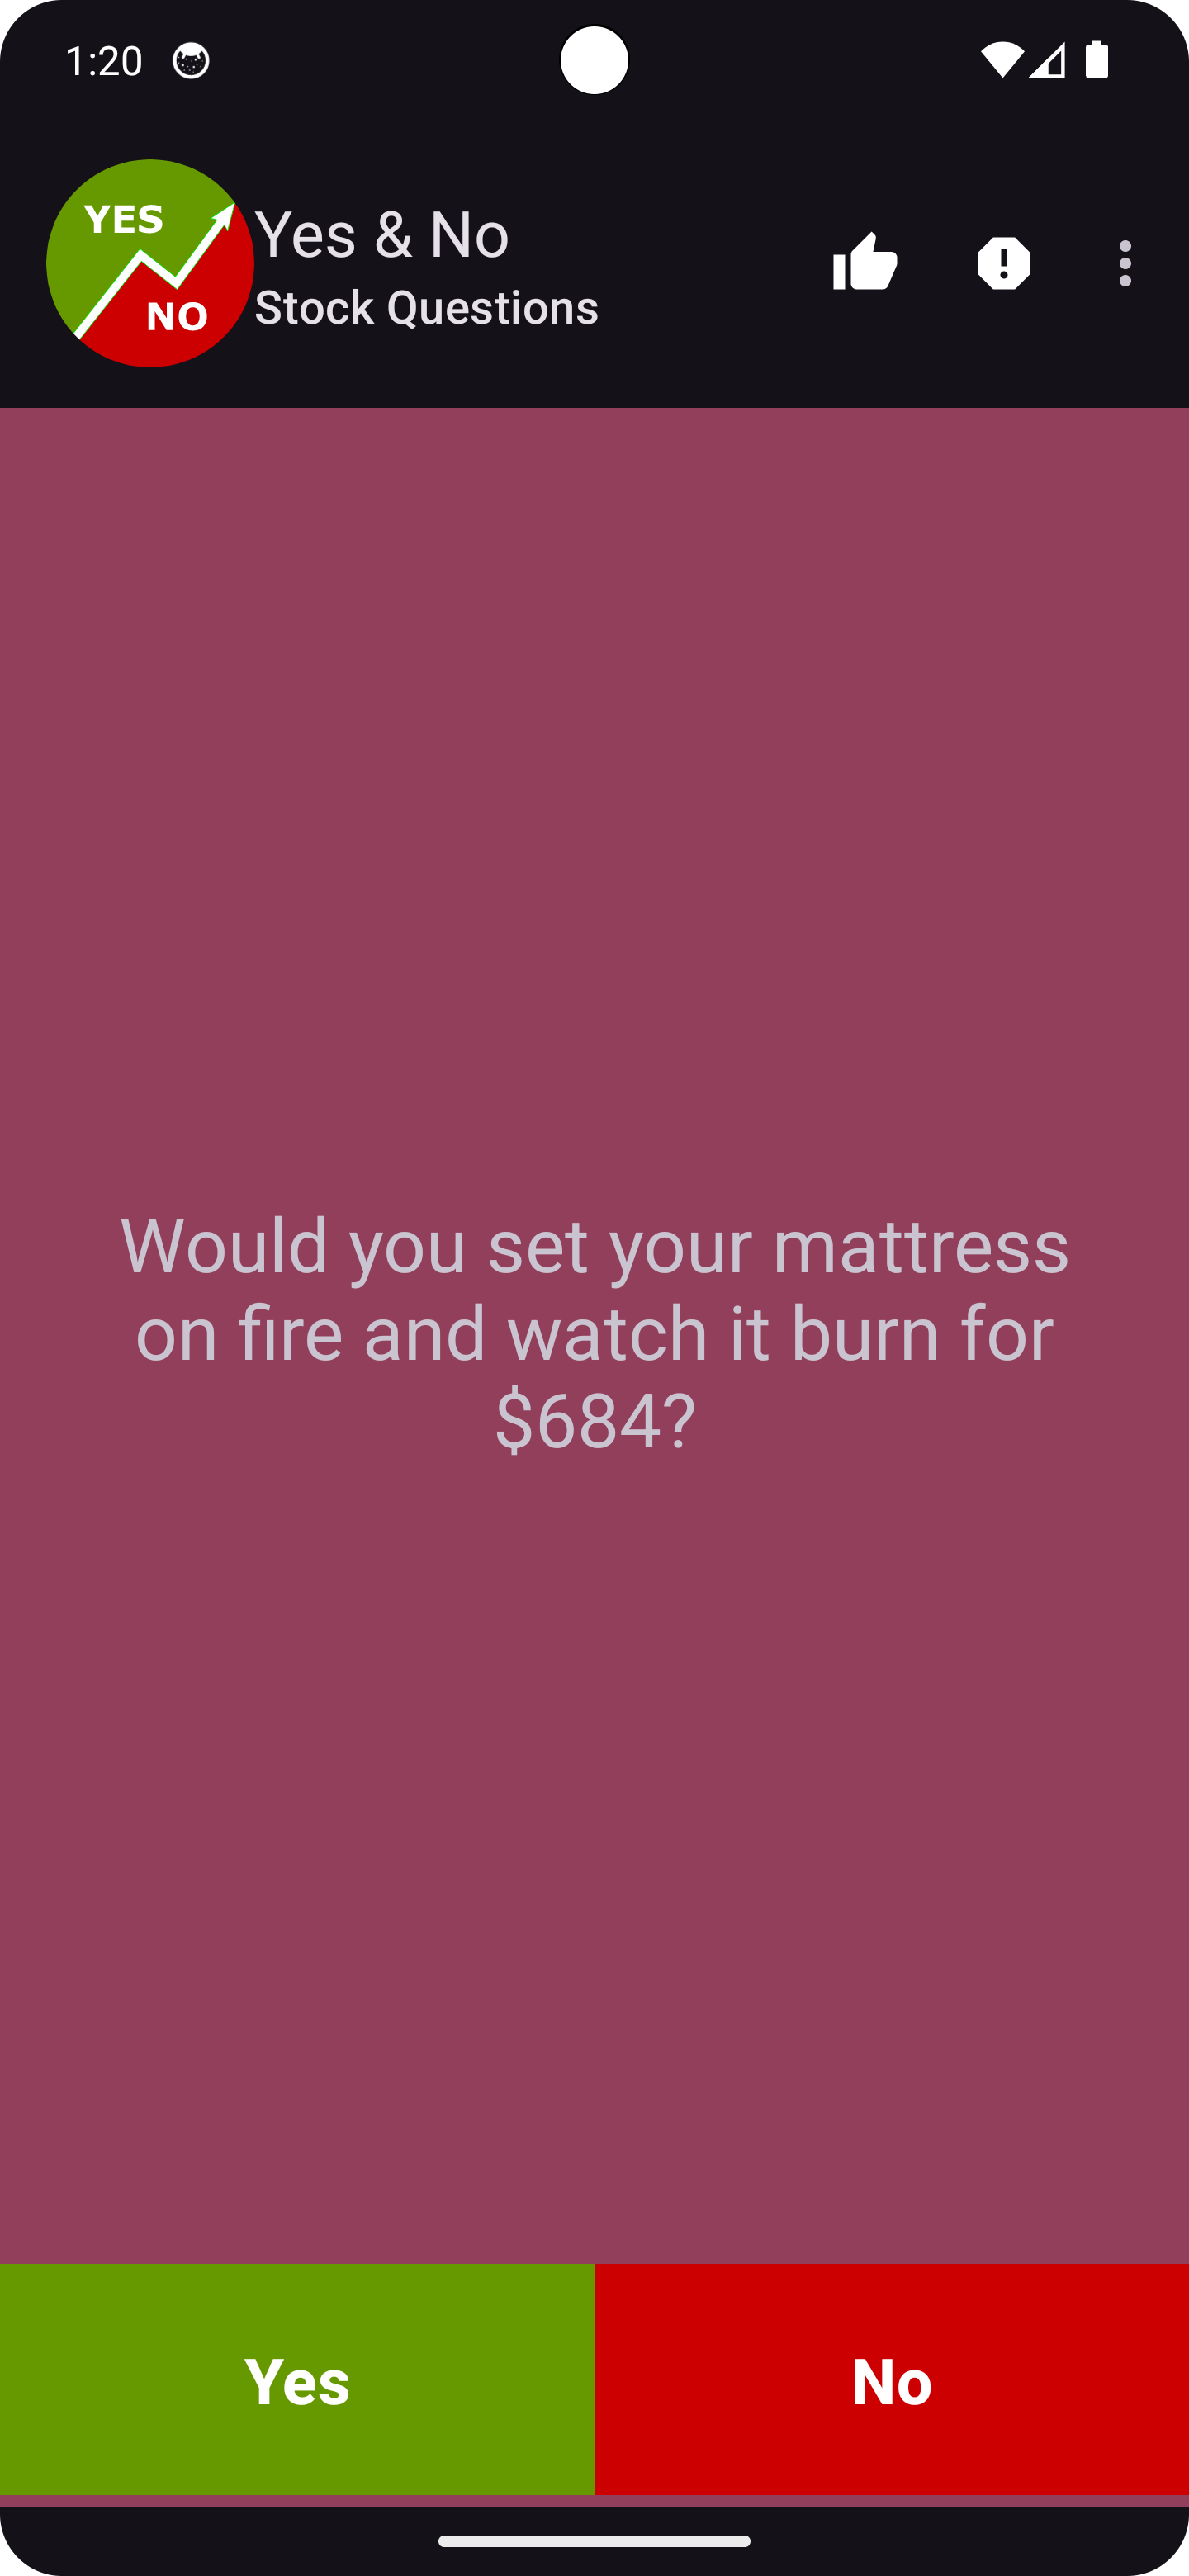 1:20
YES
NO
Yes & No
Stock Questions
Would you set your mattress
on fire and watch it burn for
$684?
Yes
No